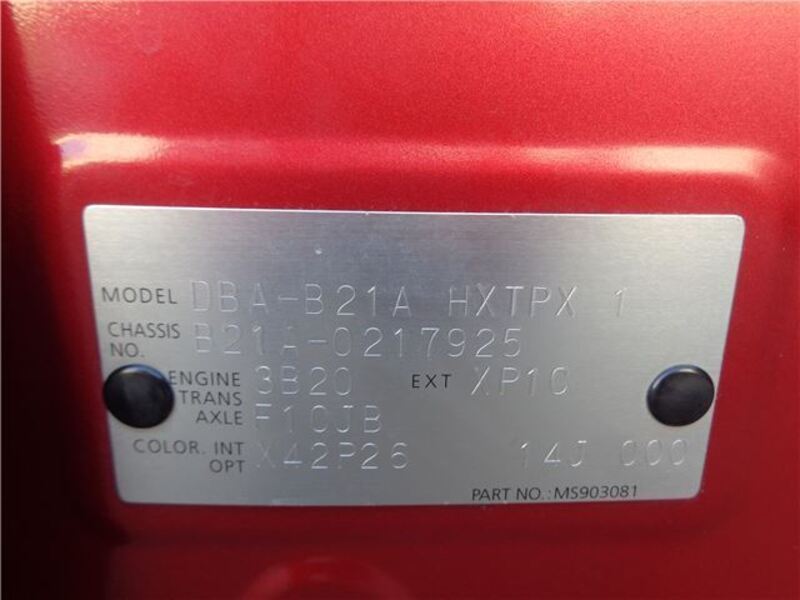 MODEL DBA-B21A HXTPX 1
CHASSIS NO. B21A-0217925
ENGINE 3B20 EXT XP10
TRANS AXLE F10JB
COLOR. INT OPT X42P26 14J 000
PART NO.:MS903081